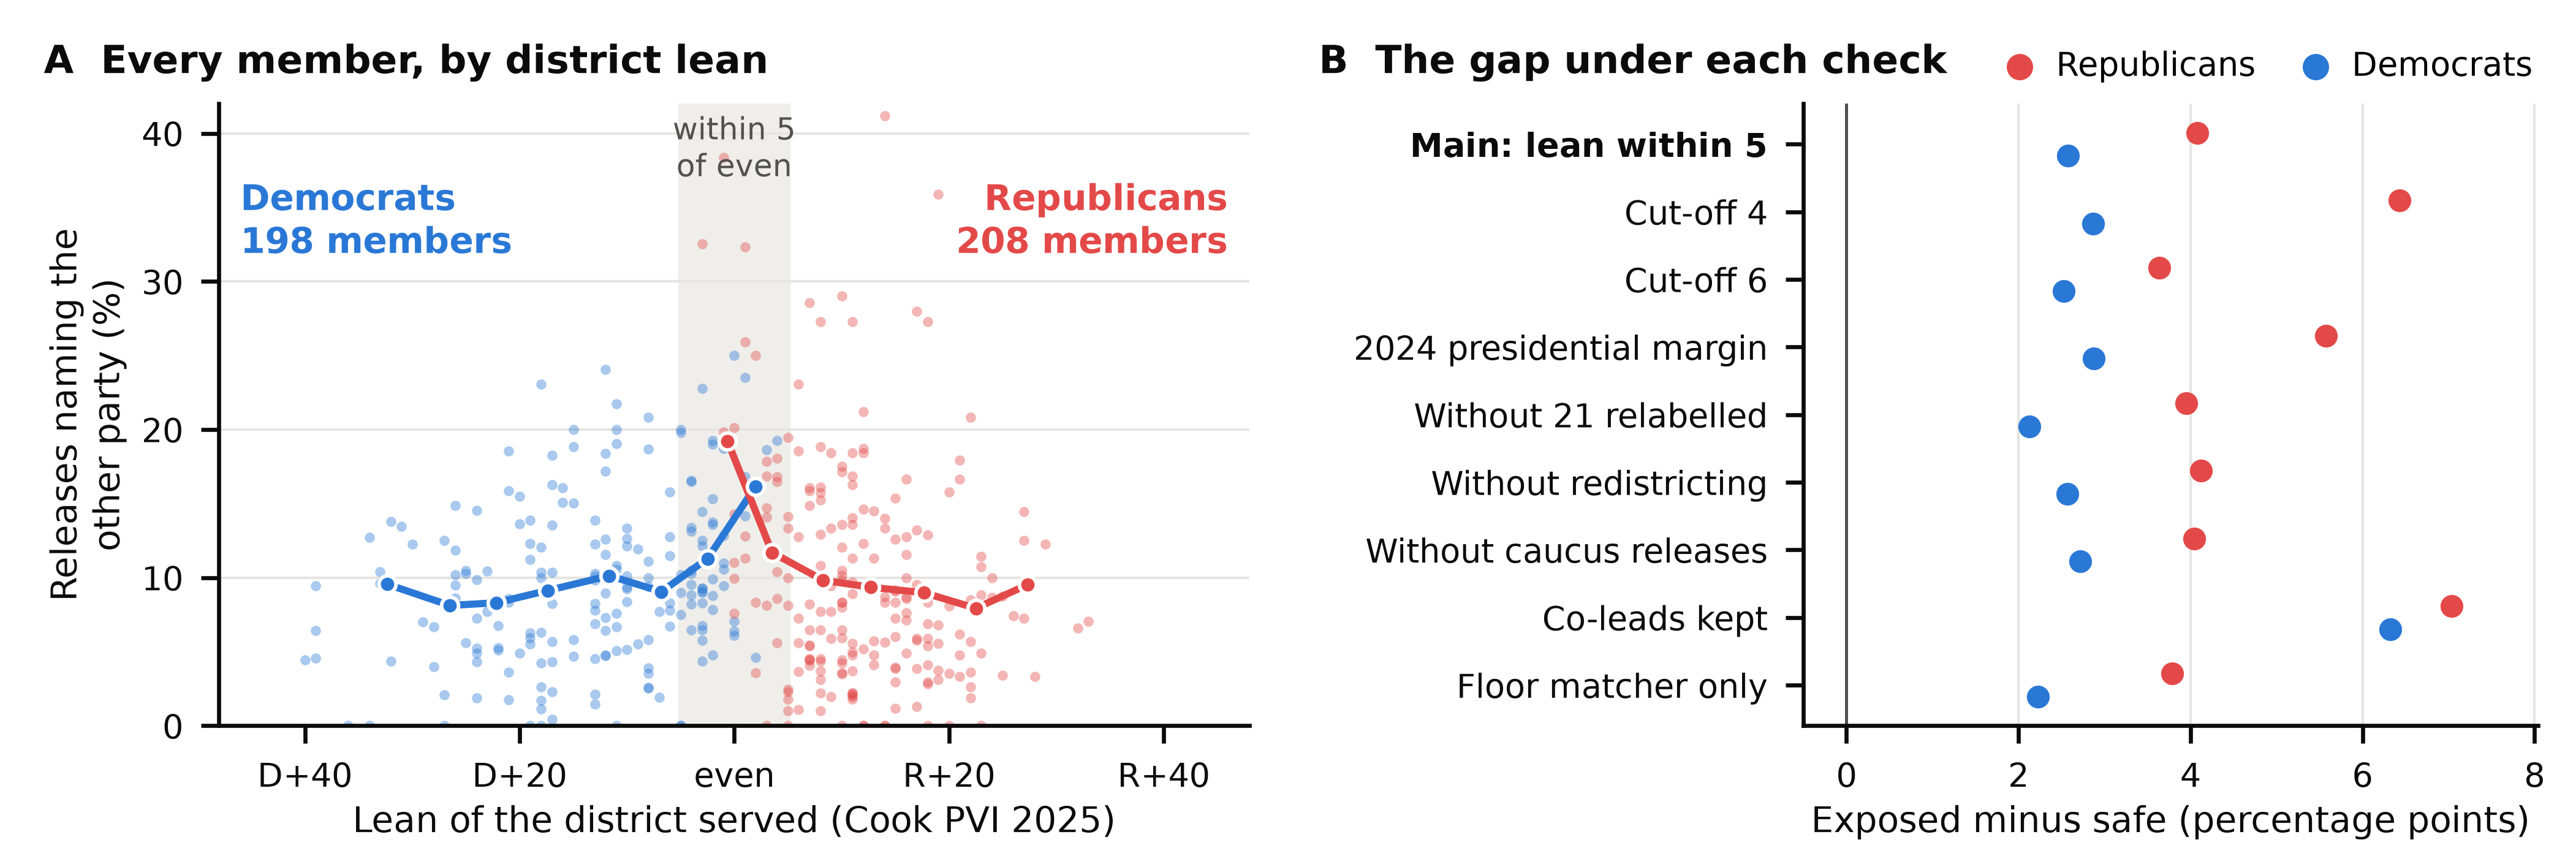 A Every member, by district lean
Releases naming the
other party (%)
40
30
20
10
0
within 5
of even
Democrats
198 members
Republicans
208 members
D+40
D+20
even
R+20
R+40
Lean of the district served (Cook PVI 2025)
B The gap under each check
Republicans
Democrats
Main: lean within 5
Cut-off 4
Cut-off 6
2024 presidential margin
Without 21 relabelled
Without redistricting
Without caucus releases
Co-leads kept
Floor matcher only
0
2
4
6
8
Exposed minus safe (percentage points)